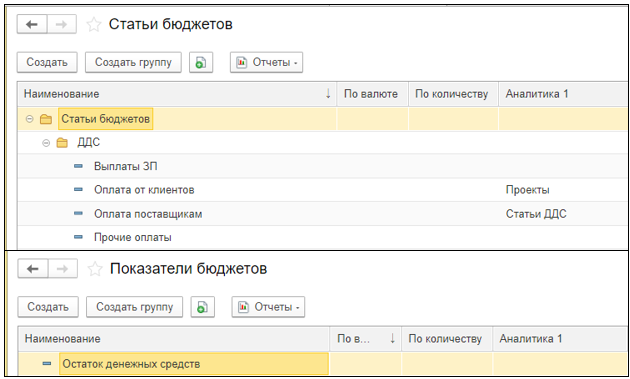 Статьи бюджетов
Создать Создать группу Отчеты
Наименование ↓ По валюте По количеству Аналитика 1
Статьи бюджетов
ДДС
Выплаты ЗП
Оплата от клиентов Проекты
Оплата поставщикам Статьи ДДС
Прочие оплаты
Показатели бюджетов
Создать Создать группу Отчеты
Наименование По в... ↓ По количеству Аналитика 1
Остаток денежных средств